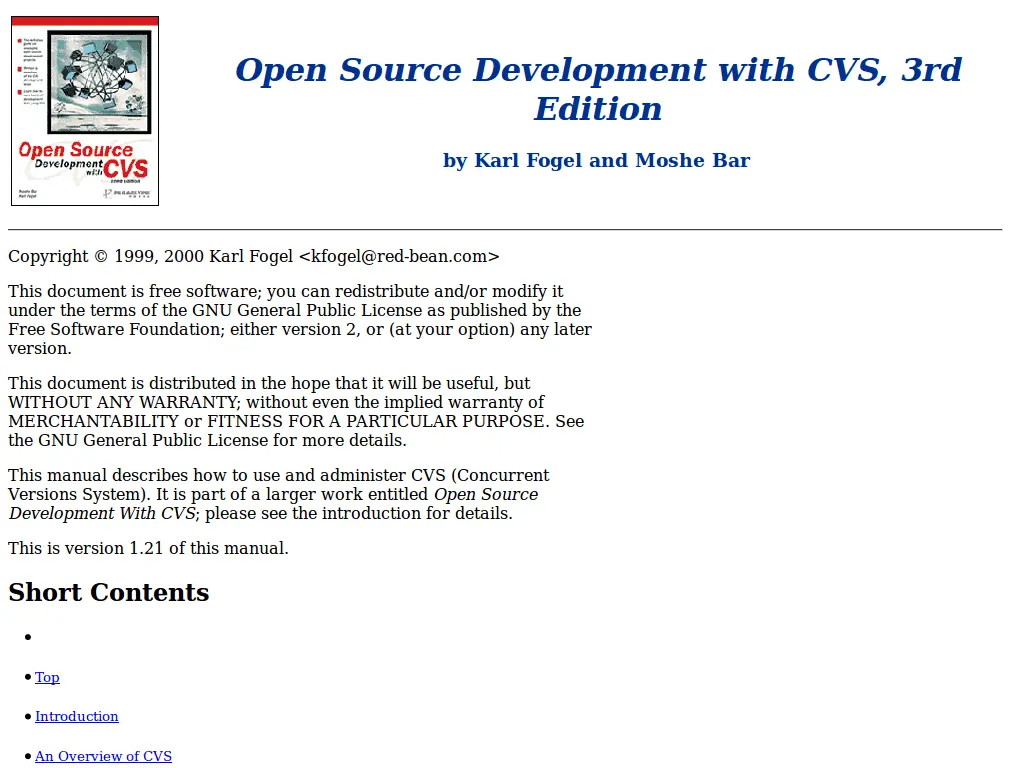 Open Source
Development
with CVS
THIRD EDITION
Moshe Bar
Karl Fogel
Open Source Development with CVS, 3rd
Edition
by Karl Fogel and Moshe Bar
Copyright © 1999, 2000 Karl Fogel <kfogel@red-bean.com>
This document is free software; you can redistribute and/or modify it
under the terms of the GNU General Public License as published by the
Free Software Foundation; either version 2, or (at your option) any later
version.
This document is distributed in the hope that it will be useful, but
WITHOUT ANY WARRANTY; without even the implied warranty of
MERCHANTABILITY or FITNESS FOR A PARTICULAR PURPOSE. See
the GNU General Public License for more details.
This manual describes how to use and administer CVS (Concurrent
Versions System). It is part of a larger work entitled Open Source
Development With CVS; please see the introduction for details.
This is version 1.21 of this manual.
Short Contents
•
• Top
• Introduction
• An Overview of CVS